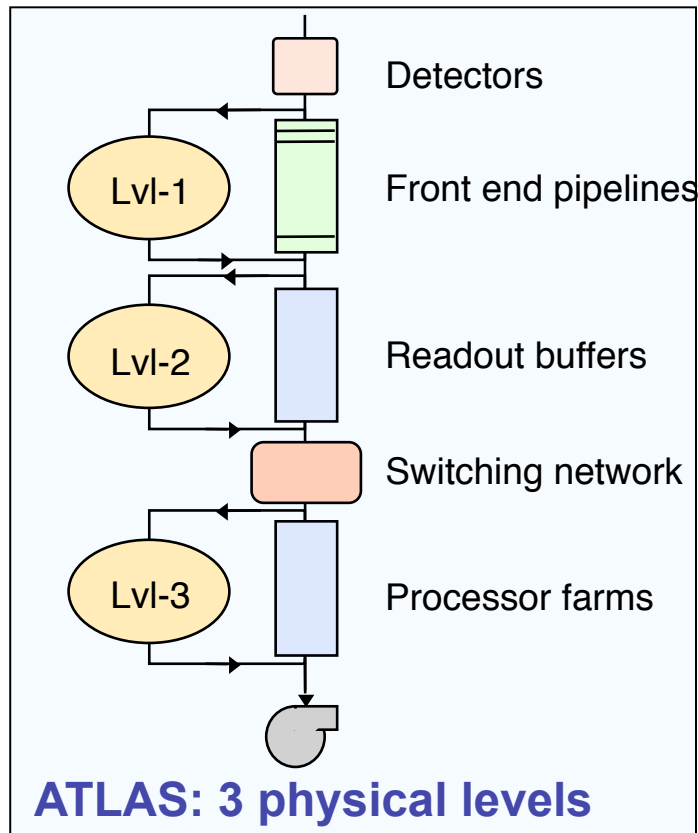 Detectors
Lvl-1
Front end pipelines
Lvl-2
Readout buffers
Switching network
Lvl-3
Processor farms
ATLAS: 3 physical levels